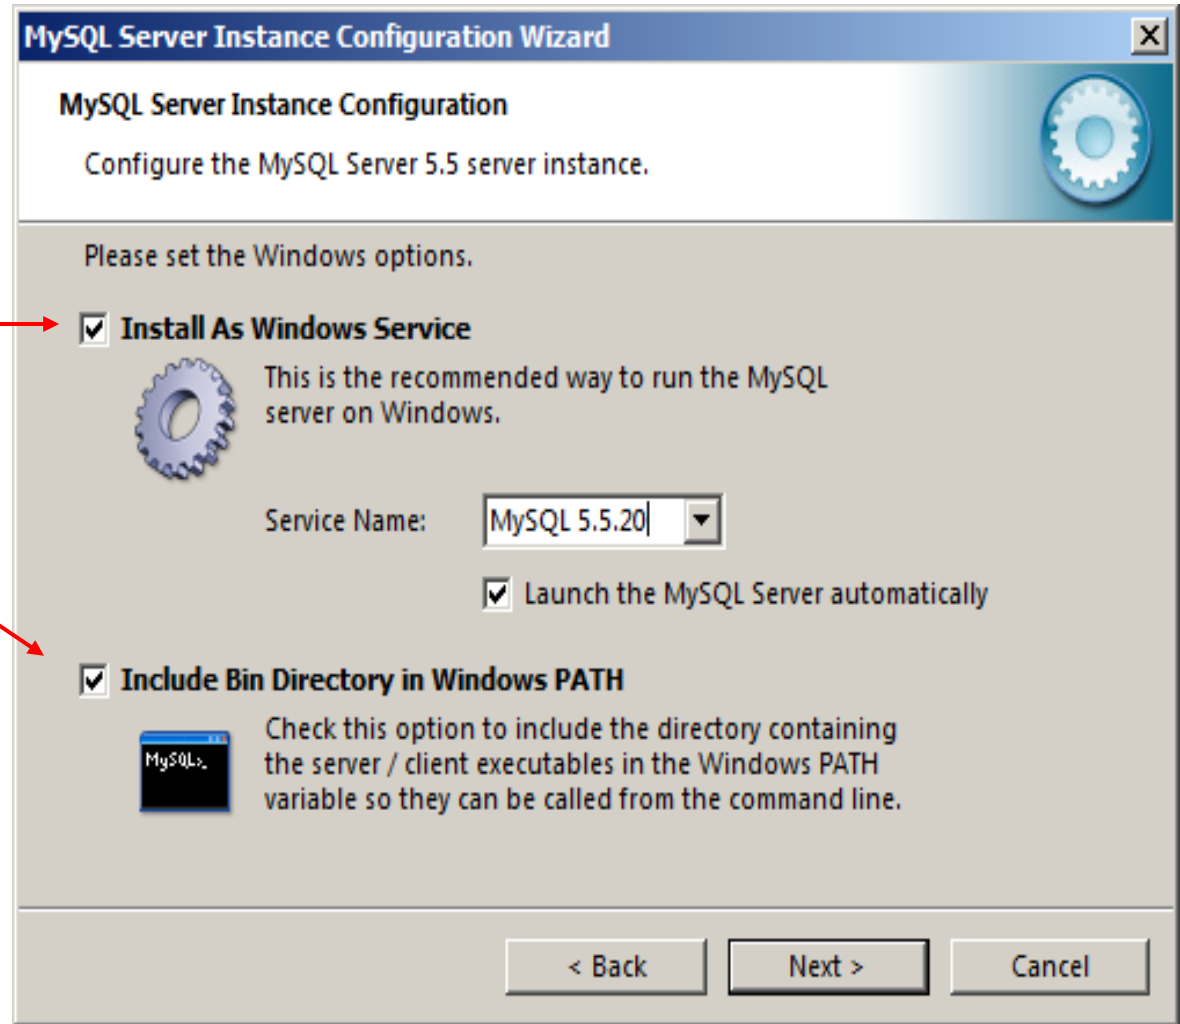 MySQL Server Instance Configuration Wizard
MySQL Server Instance Configuration
Configure the MySQL Server 5.5 server instance.
Please set the Windows options.
Install As Windows Service
This is the recommended way to run the MySQL
server on Windows.
Service Name: MySQL 5.5.20
Launch the MySQL Server automatically
Include Bin Directory in Windows PATH
Check this option to include the directory containing
the server / client executables in the Windows PATH
variable so they can be called from the command line.
MySQL>_
< Back Next > Cancel